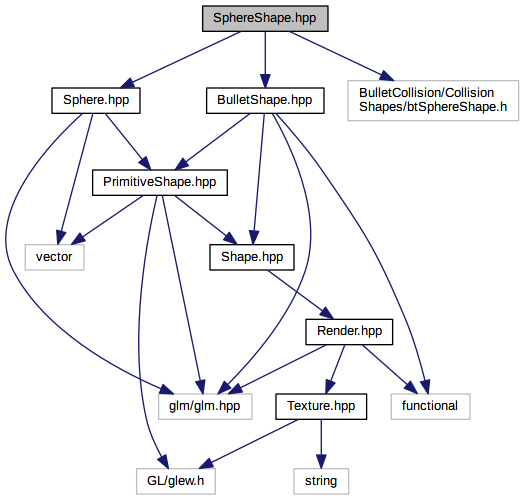 SphereShape.hpp
Sphere.hpp
BulletShape.hpp
BulletCollision/Collision
Shapes/btSphereShape.h
PrimitiveShape.hpp
vector
Shape.hpp
Render.hpp
glm/glm.hpp
Texture.hpp
functional
GL/glew.h
string